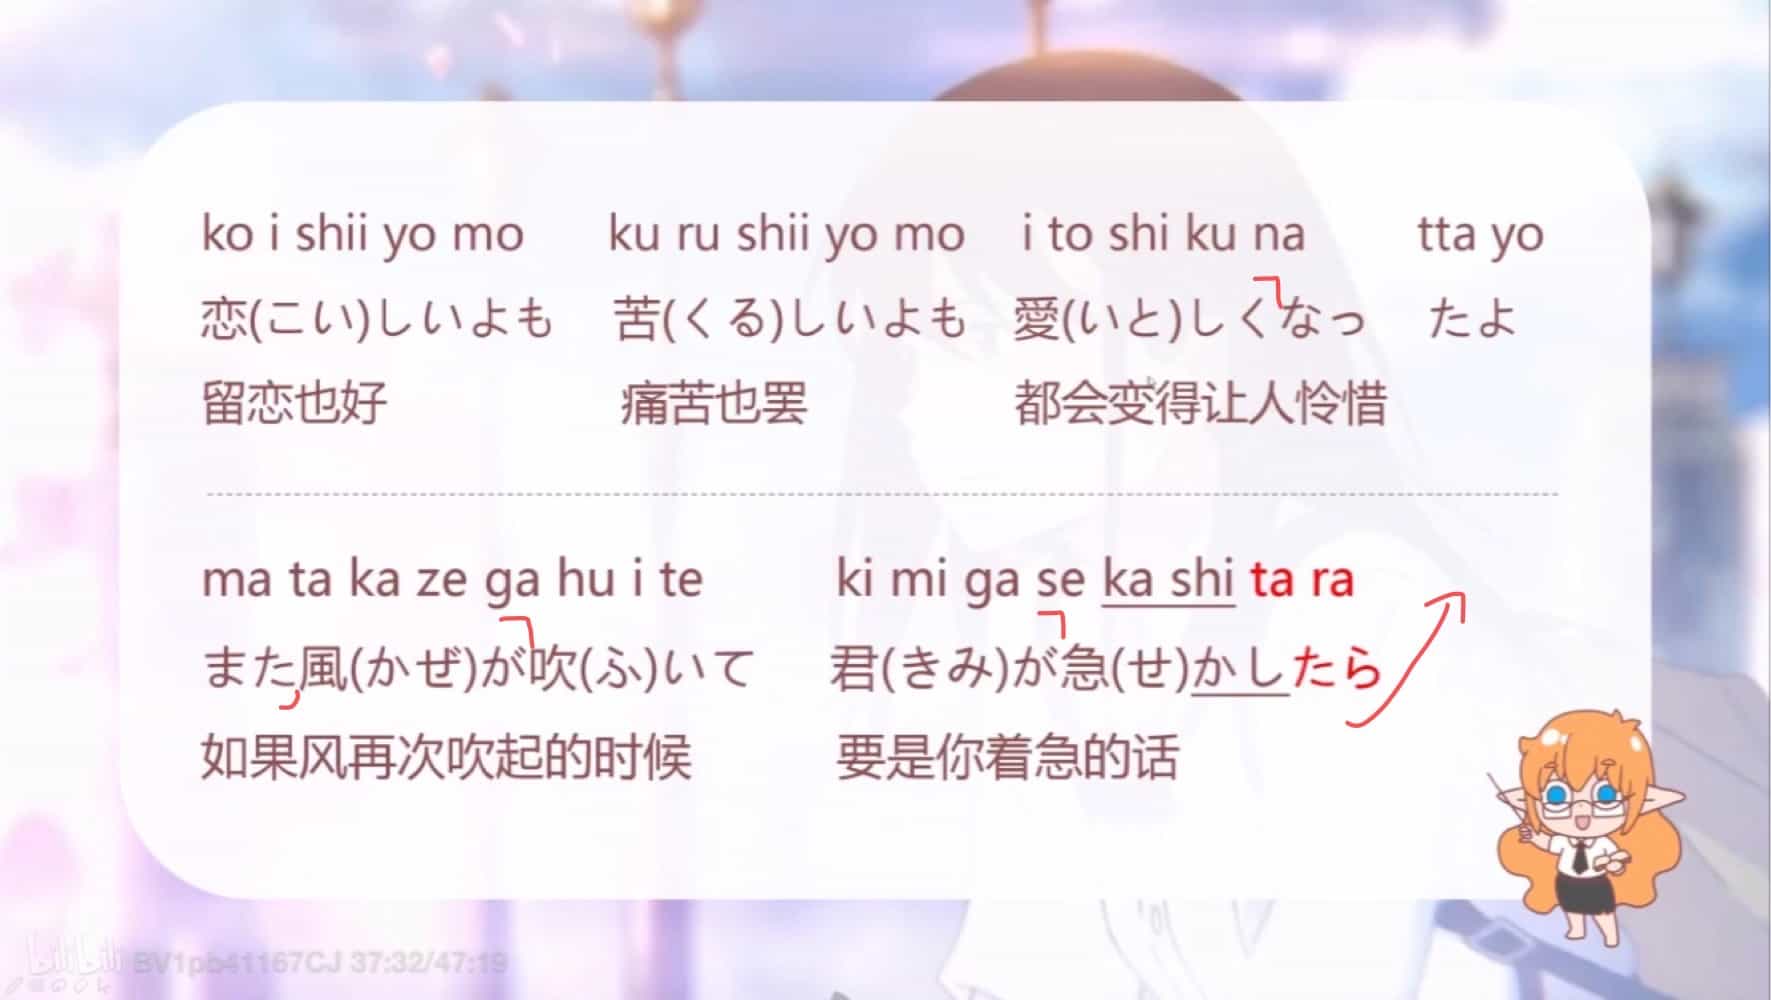 ko i shii yo mo ku ru shii yo mo i to shi ku na tta yo
恋(こい)しいよも 苦(くる)しいよも 愛(いと)しくなっ たよ
留恋也好 痛苦也罢 都会变得让人怜惜
ma ta ka ze ga hu i te ki mi ga se ka shi ta ra
また風(かぜ)が吹(ふ)いて 君(きみ)が急(せ)かしたら
如果风再次吹起的时候 要是你着急的话
bilibili BV1pb41167CJ 37:32/47:19